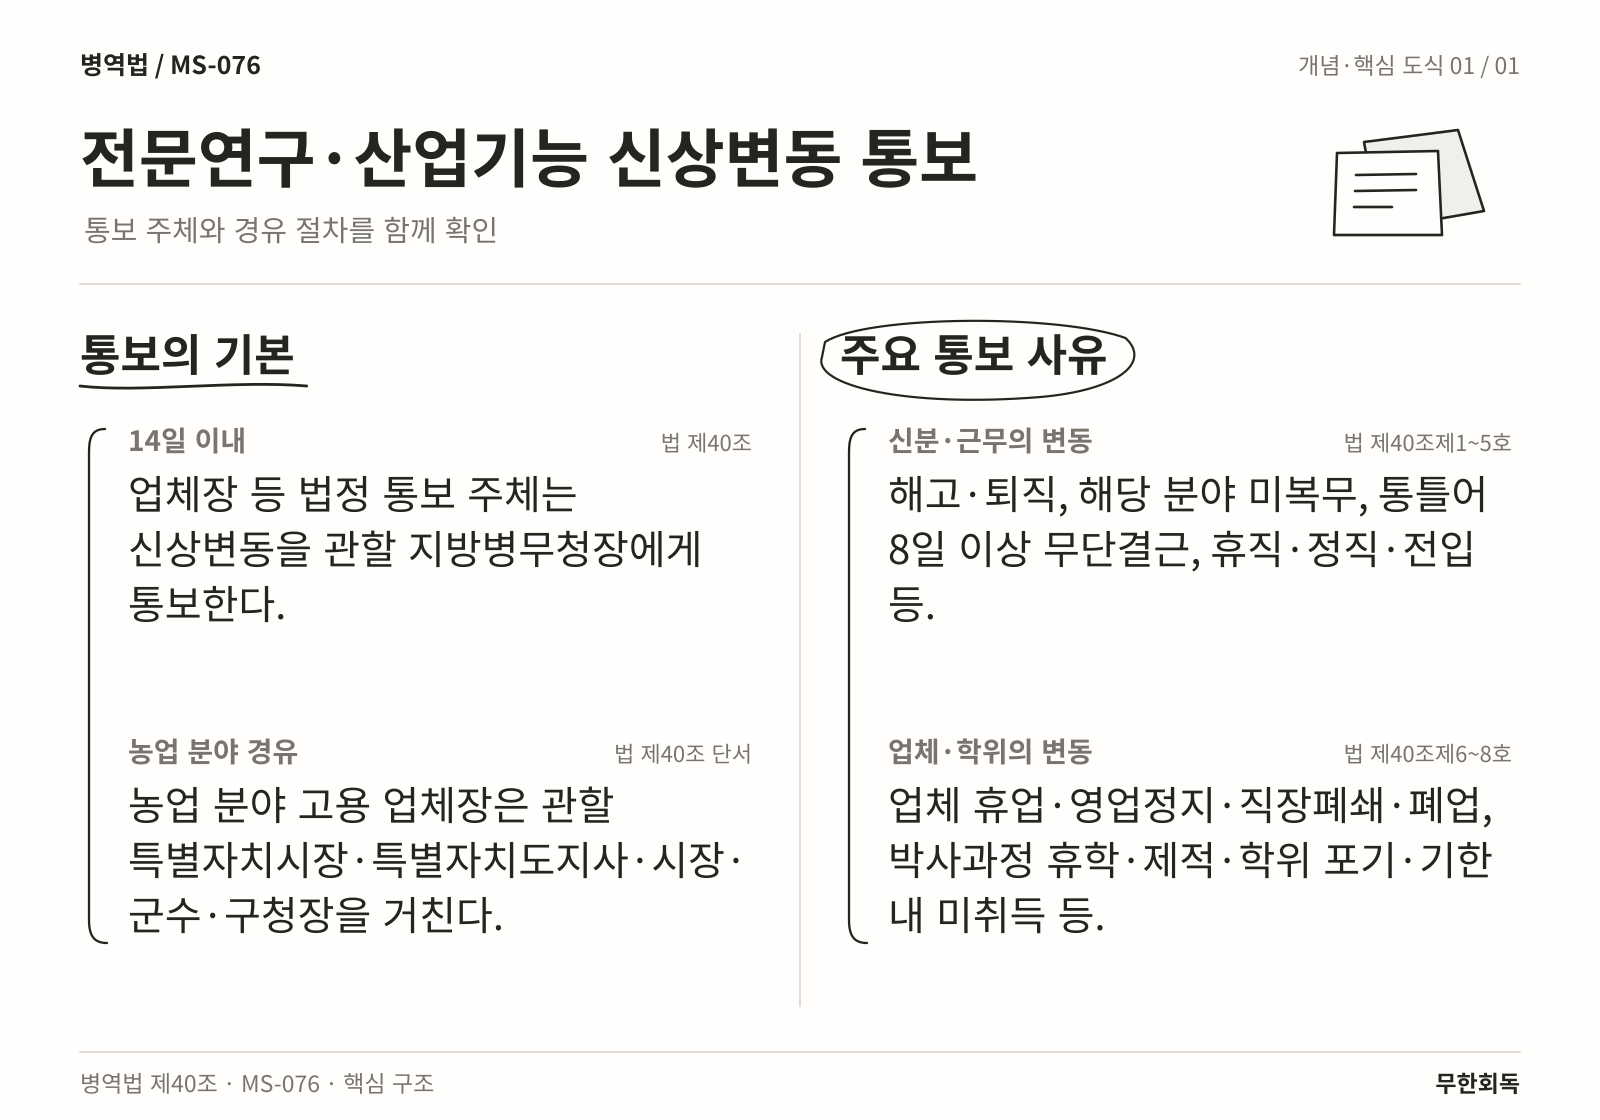 병역법 / MS-076
개념·핵심 도식 01 / 01
전문연구·산업기능 신상변동 통보
통보 주체와 경유 절차를 함께 확인
통보의 기본
14일 이내
법 제40조
업체장 등 법정 통보 주체는
신상변동을 관할 지방병무청장에게
통보한다.
농업 분야 경유
법 제40조 단서
농업 분야 고용 업체장은 관할
특별자치시장·특별자치도지사·시장·
군수·구청장을 거친다.
주요 통보 사유
신분·근무의 변동
법 제40조제1~5호
해고·퇴직, 해당 분야 미복무, 통틀어
8일 이상 무단결근, 휴직·정직·전입
등.
업체·학위의 변동
법 제40조제6~8호
업체 휴업·영업정지·직장폐쇄·폐업,
박사과정 휴학·제적·학위 포기·기한
내 미취득 등.
병역법 제40조 · MS-076 · 핵심 구조
무한회독